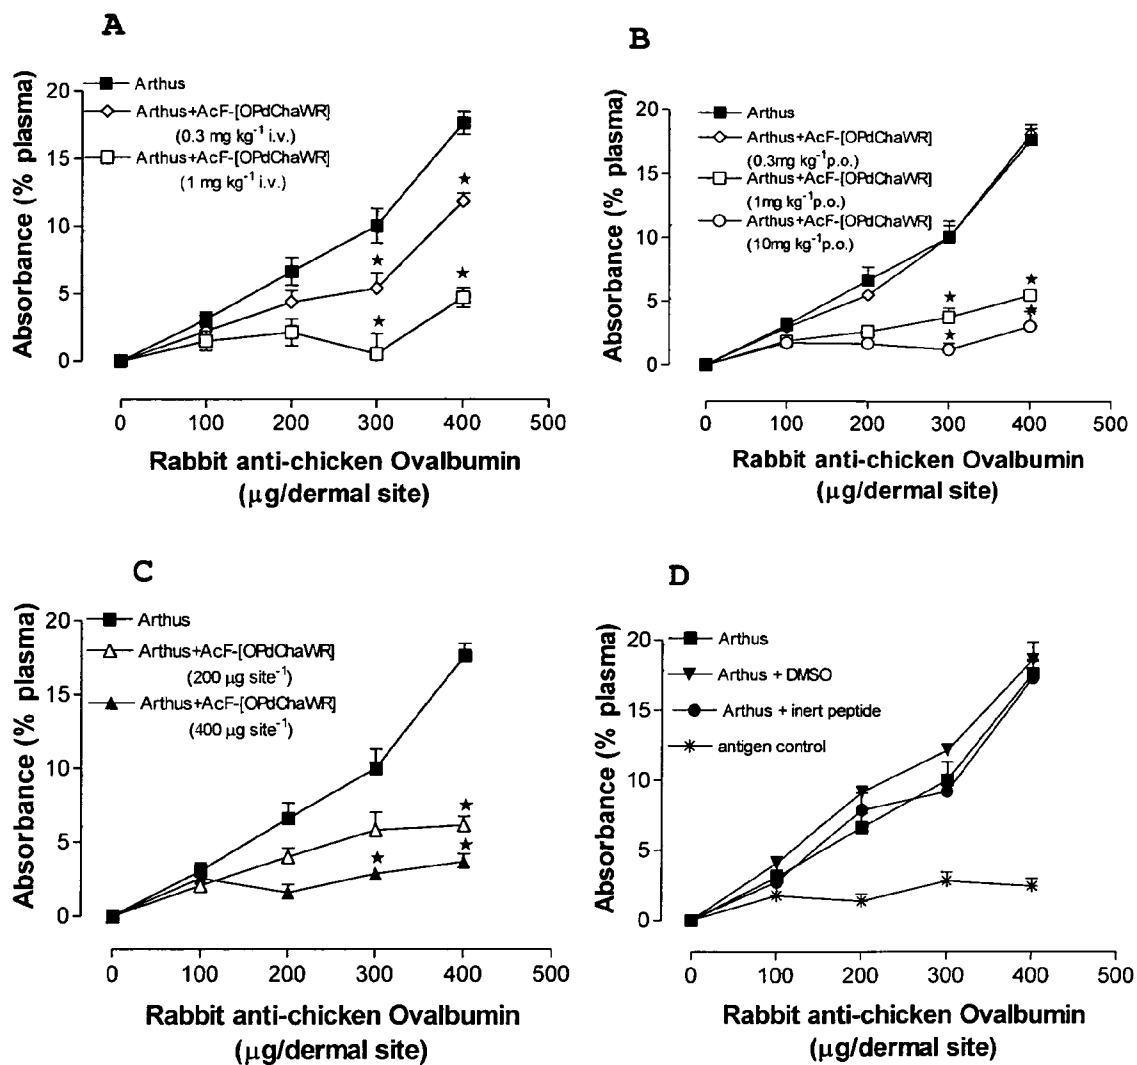 A
Arthus
Arthus+AcF-[OPdChaWR]
(0.3 mg kg⁻¹ i.v.)
Arthus+AcF-[OPdChaWR]
(1 mg kg⁻¹ i.v.)
Absorbance (% plasma)
20
15
10
5
0
0 100 200 300 400 500
Rabbit anti-chicken Ovalbumin
(μg/dermal site)
B
Arthus
Arthus+AcF-[OPdChaWR]
(0.3mg kg⁻¹p.o.)
Arthus+AcF-[OPdChaWR]
(1mg kg⁻¹p.o.)
Arthus+AcF-[OPdChaWR]
(10mg kg⁻¹p.o.)
Absorbance (% plasma)
20
15
10
5
0
0 100 200 300 400 500
Rabbit anti-chicken Ovalbumin
(μg/dermal site)
C
Arthus
Arthus+AcF-[OPdChaWR]
(200 μg site⁻¹)
Arthus+AcF-[OPdChaWR]
(400 μg site⁻¹)
Absorbance (% plasma)
20
15
10
5
0
0 100 200 300 400 500
Rabbit anti-chicken Ovalbumin
(μg/dermal site)
D
Arthus
Arthus + DMSO
Arthus + inert peptide
antigen control
Absorbance (% plasma)
20
15
10
5
0
0 100 200 300 400 500
Rabbit anti-chicken Ovalbumin
(μg/dermal site)